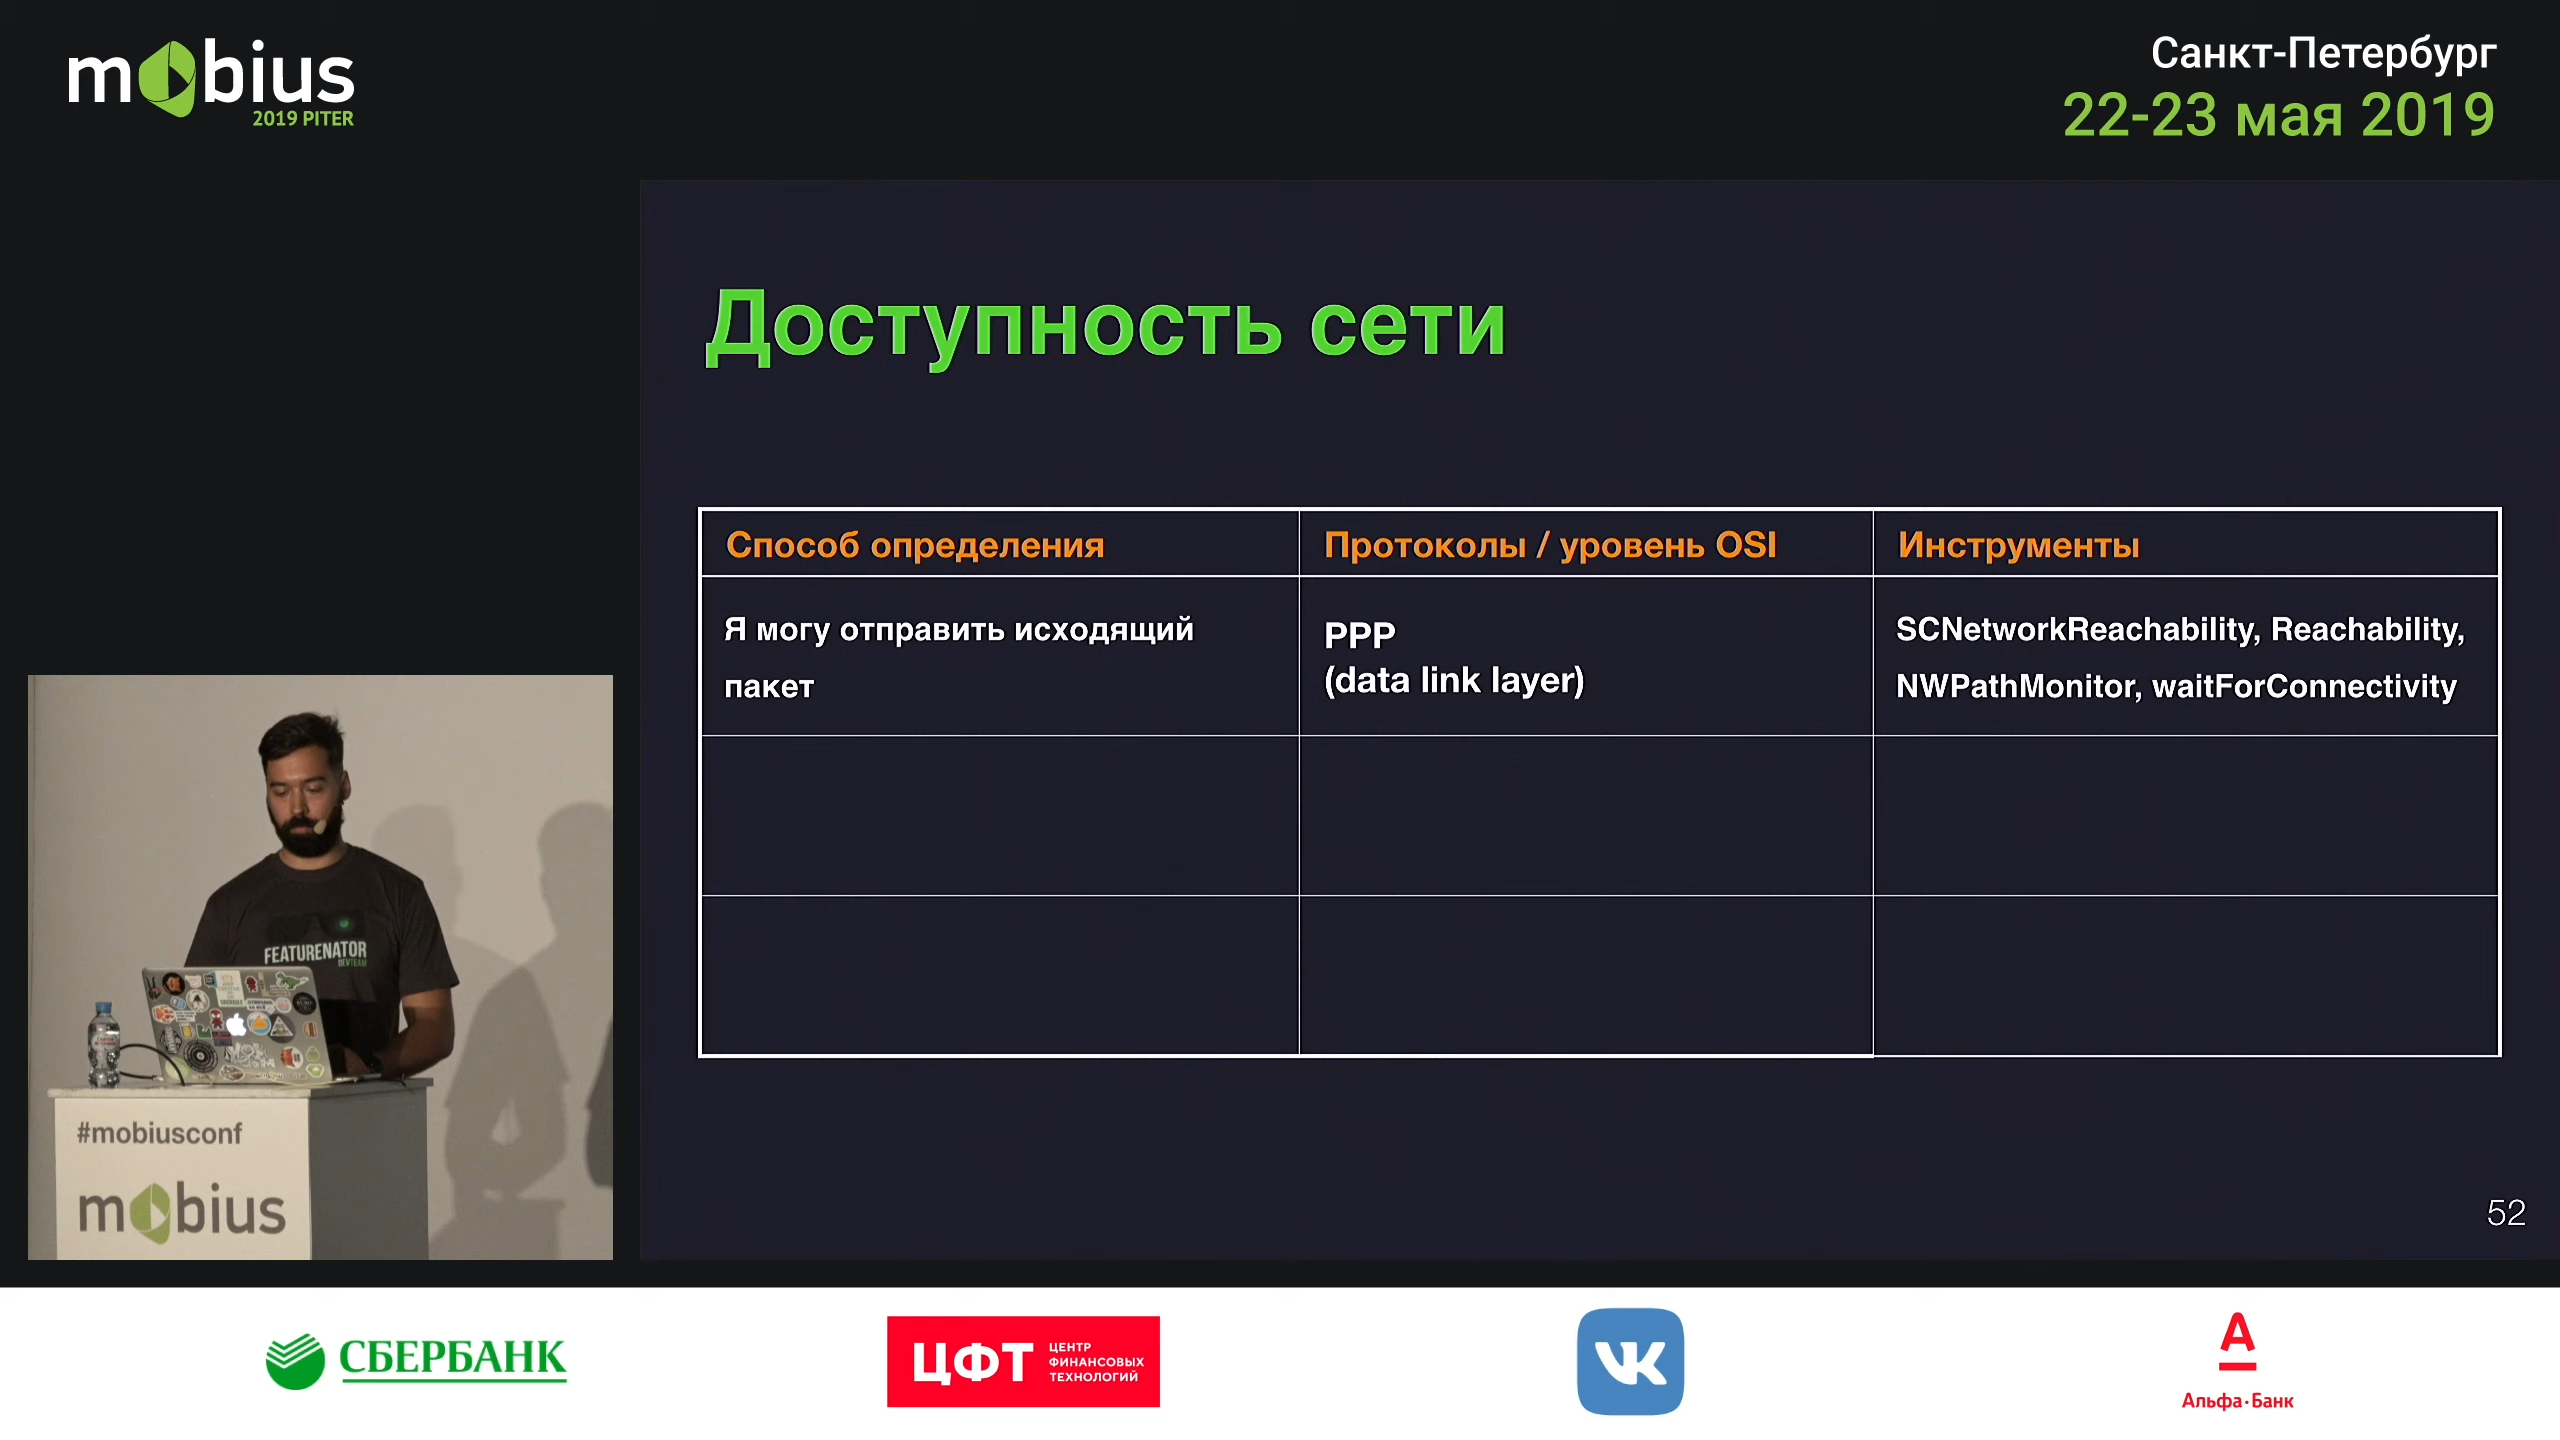 mobius
2019 PITER
Санкт-Петербург
22-23 мая 2019
Доступность сети
Способ определения
Протоколы / уровень OSI
Инструменты
Я могу отправить исходящий
пакет
PPP
(data link layer)
SCNetworkReachability, Reachability,
NWPathMonitor, waitForConnectivity
52
FEATURENATOR
DEVTEAM
#mobiusconf
mobius
СБЕРБАНК
ЦФТ
ЦЕНТР
ФИНАНСОВЫХ
ТЕХНОЛОГИЙ
VK
А
Альфа·Банк